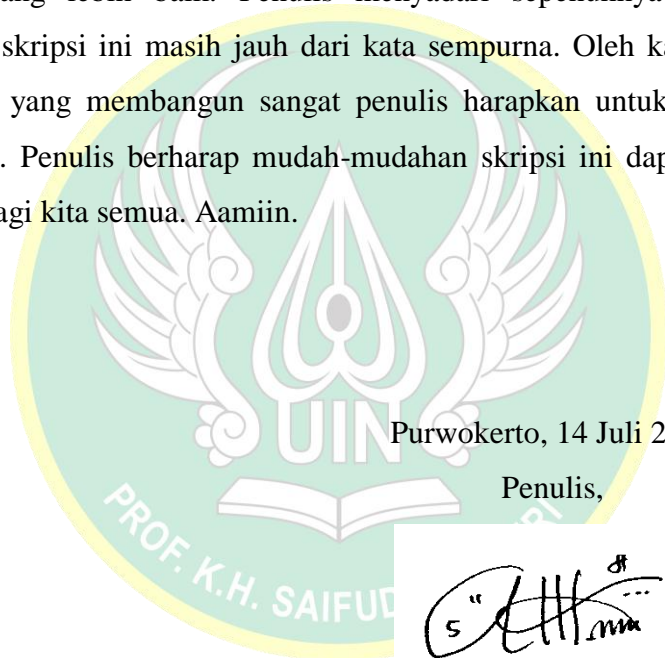 skripsi ini masih jauh dari kata sempurna. Oleh ka
yang membangun sangat penulis harapkan untuk
. Penulis berharap mudah-mudahan skripsi ini dap
agi kita semua. Aamiin.
UIN
Purwokerto, 14 Juli 2
Penulis,
PROF. K.H. SAIFUD